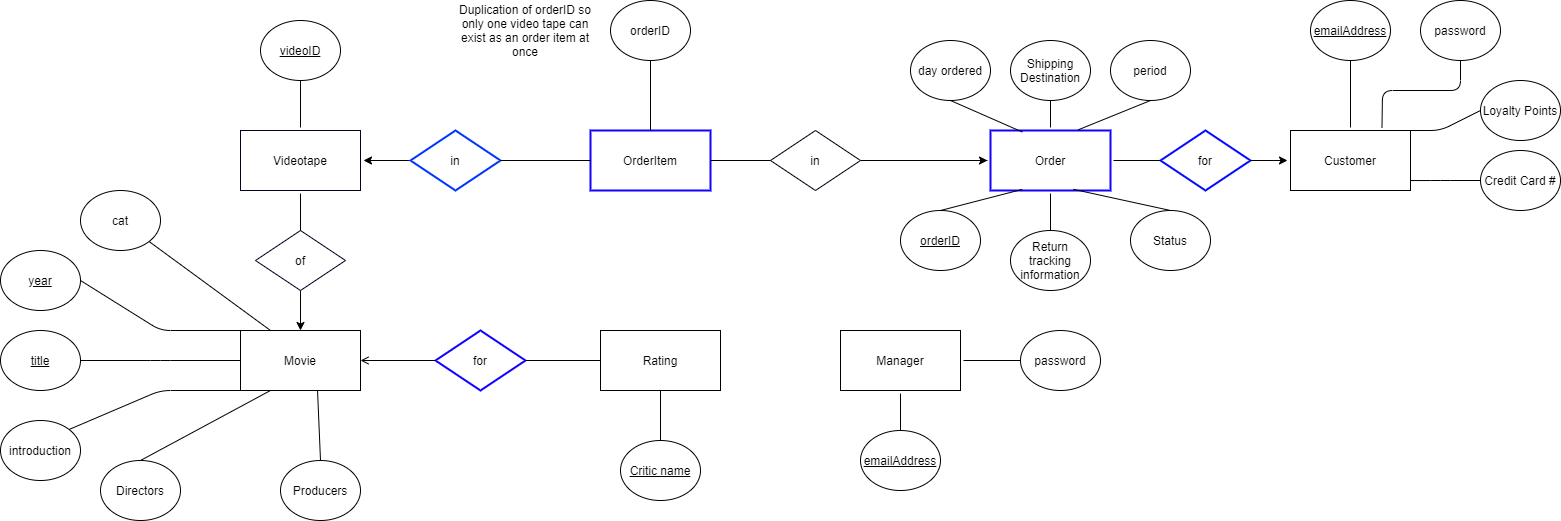 Duplication of orderID so
only one video tape can
exist as an order item at
once
orderID
emailAddress
password
videoID
day ordered
Shipping
Destination
period
Loyalty Points
Videotape
in
OrderItem
in
Order
for
Customer
Credit Card #
cat
orderID
Return
tracking
information
Status
of
year
title
Movie
for
Rating
Manager
password
introduction
Directors
Producers
Critic name
emailAddress